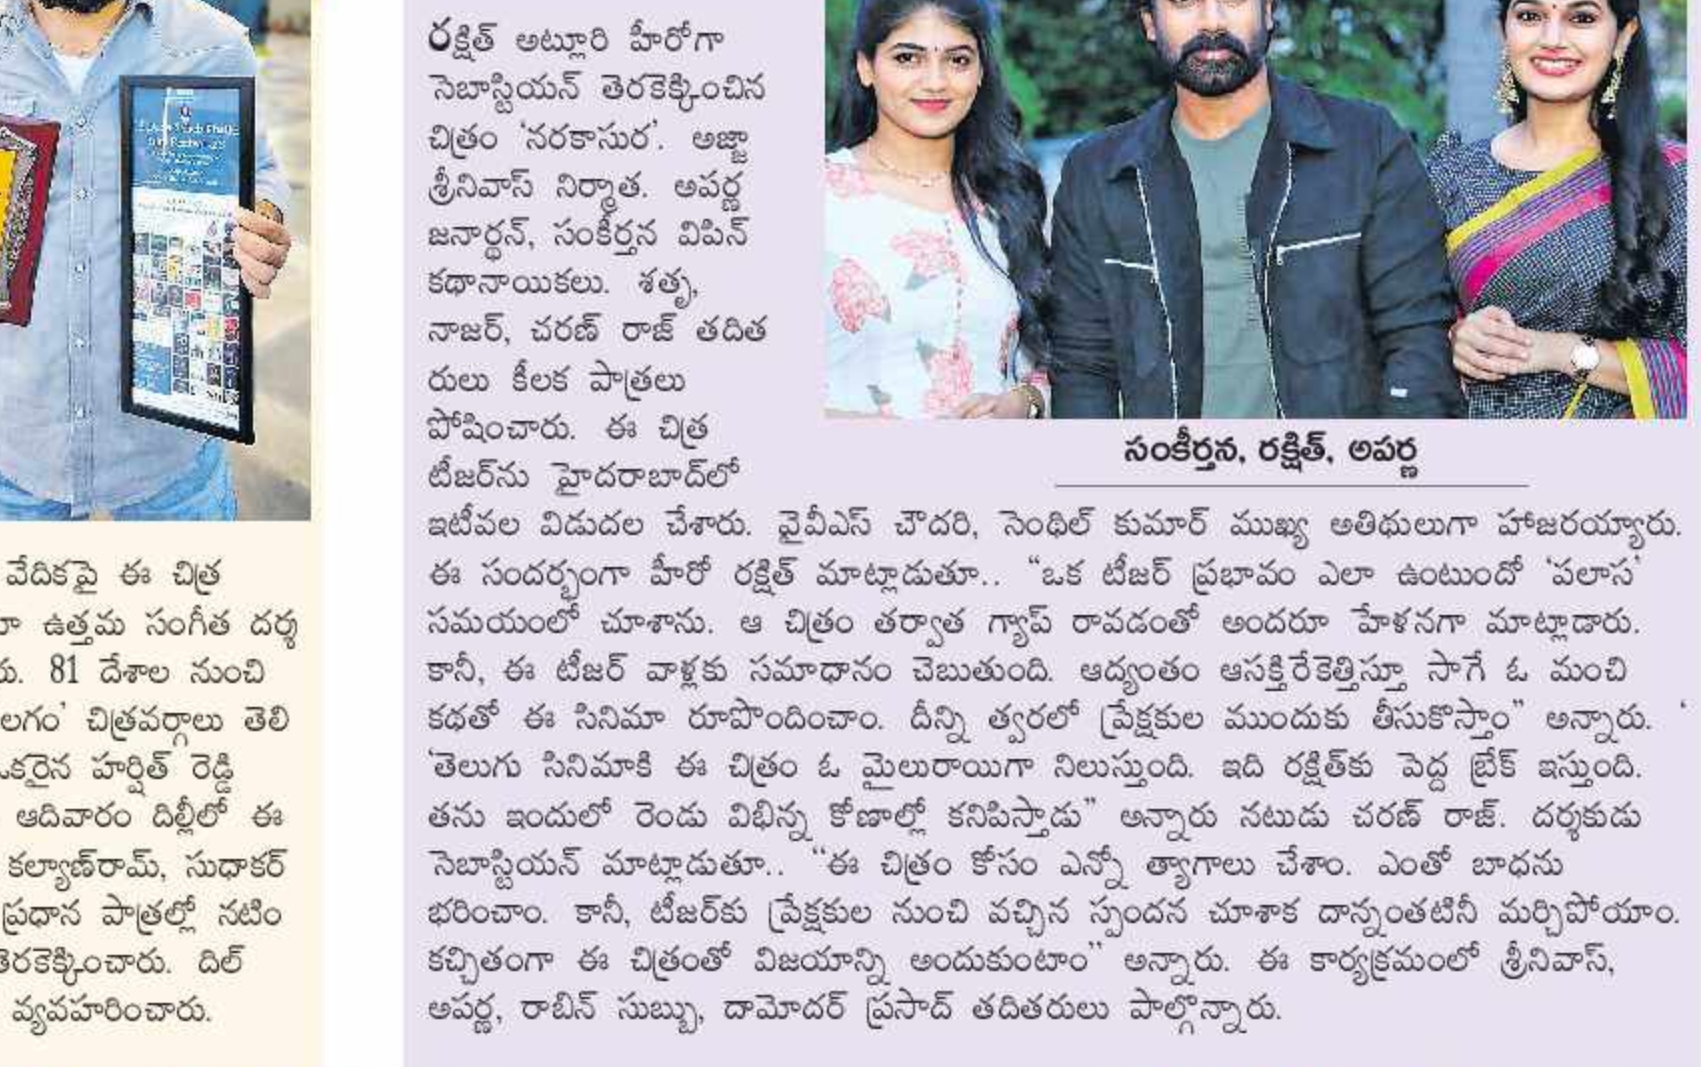 వేదికపై ఈ చిత్ర
ఉత్తమ సంగీత దర్శ
81 దేశాల నుంచి
లగం' చిత్రవర్గాలు తెలి
ఒకరైన హర్షిత్ రెడ్డి
ఆదివారం దిల్లీలో ఈ
కల్యాణ్‌రామ్, సుధాకర్
ప్రధాన పాత్రల్లో నటిం
తెరకెక్కించారు. దిల్
వ్యవహరించారు.
రక్షిత్ అట్లూరి హీరోగా
సెబాస్టియన్ తెరకెక్కించిన
చిత్రం 'నరకాసుర'. అజ్జా
శ్రీనివాస్ నిర్మాత. అపర్ణ
జనార్థన్, సంకీర్తన విపిన్
కథానాయికలు. శత్రృ,
నాజర్, చరణ్ రాజ్ తదిత
రులు కీలక పాత్రలు
పోషించారు. ఈ చిత్ర
టీజర్‌ను హైదరాబాద్‌లో
సంకీర్తన, రక్షిత్, అపర్ణ
ఇటీవల విడుదల చేశారు. వైవీఎస్ చౌదరి, సెంథిల్ కుమార్ ముఖ్య అతిథులుగా హాజరయ్యారు.
ఈ సందర్భంగా హీరో రక్షిత్ మాట్లాడుతూ.. "ఒక టీజర్ ప్రభావం ఎలా ఉంటుందో 'పలాస'
సమయంలో చూశాను. ఆ చిత్రం తర్వాత గ్యాప్ రావడంతో అందరూ హేళనగా మాట్లాడారు.
కానీ, ఈ టీజర్ వాళ్లకు సమాధానం చెబుతుంది. ఆద్యంతం ఆసక్తిరేకెత్తిస్తూ సాగే ఓ మంచి
కథతో ఈ సినిమా రూపొందించాం. దీన్ని త్వరలో ప్రేక్షకుల ముందుకు తీసుకొస్తాం" అన్నారు. '
'తెలుగు సినిమాకి ఈ చిత్రం ఓ మైలురాయిగా నిలుస్తుంది. ఇది రక్షిత్‌కు పెద్ద బ్రేక్ ఇస్తుంది.
తను ఇందులో రెండు విభిన్న కోణాల్లో కనిపిస్తాడు" అన్నారు నటుడు చరణ్ రాజ్. దర్శకుడు
సెబాస్టియన్ మాట్లాడుతూ.. "ఈ చిత్రం కోసం ఎన్నో త్యాగాలు చేశాం. ఎంతో బాధను
భరించాం. కానీ, టీజర్‌కు ప్రేక్షకుల నుంచి వచ్చిన స్పందన చూశాక దాన్నంతటినీ మర్చిపోయాం.
కచ్చితంగా ఈ చిత్రంతో విజయాన్ని అందుకుంటాం" అన్నారు. ఈ కార్యక్రమంలో శ్రీనివాస్,
అపర్ణ, రాబిన్ సుబ్బు, దామోదర్ ప్రసాద్ తదితరులు పాల్గొన్నారు.